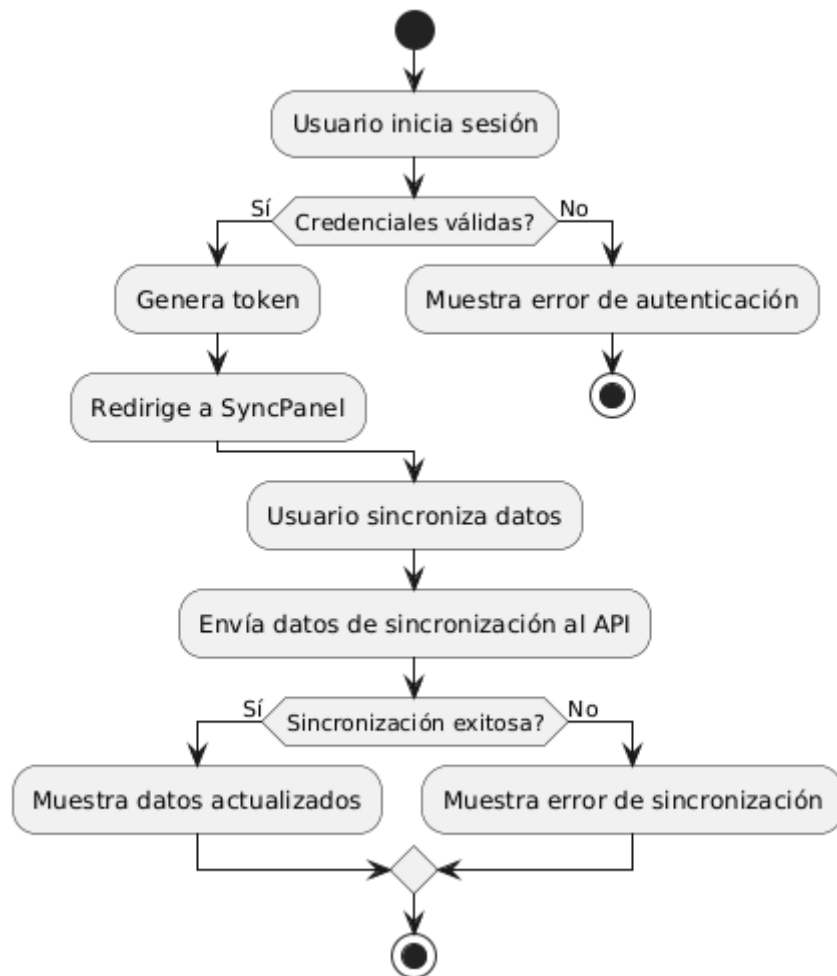 Usuario inicia sesión
Sí
Credenciales válidas?
No
Genera token
Muestra error de autenticación
Redirige a SyncPanel
Usuario sincroniza datos
Envía datos de sincronización al API
Sí
Sincronización exitosa?
No
Muestra datos actualizados
Muestra error de sincronización